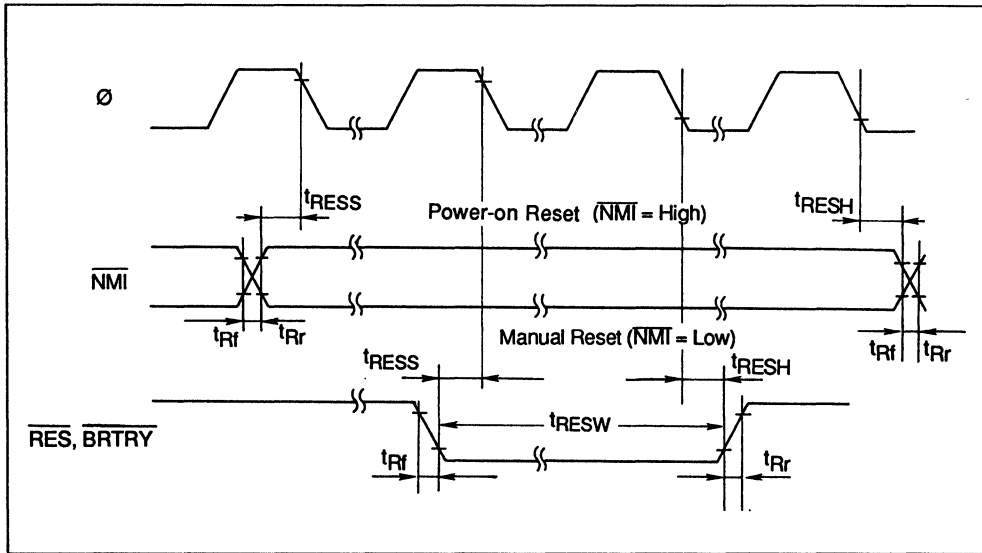 Ø
tRESS
Power-on Reset (NMI = High)
tRESH
NMI
tRf
tRr
Manual Reset (NMI = Low)
tRf
tRr
tRESS
tRESH
RES, BRTRY
tRESW
tRf
tRr